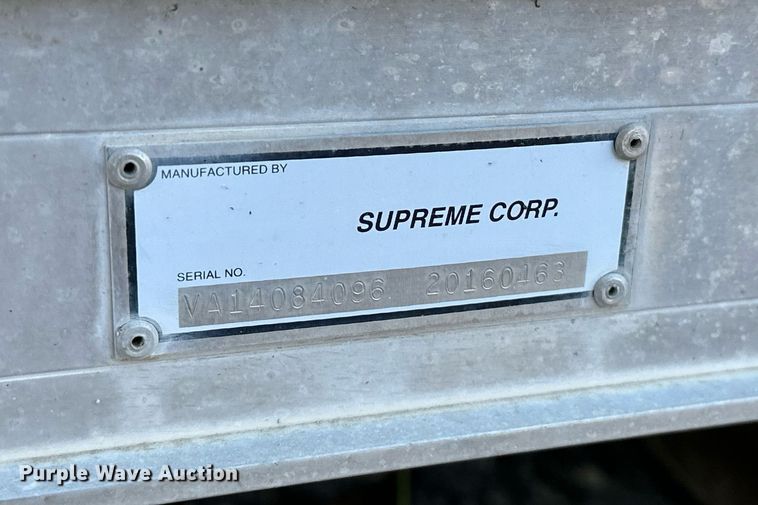 MANUFACTURED BY
SUPREME CORP.
SERIAL NO.
VA14084096 20160463
Purple Wave Auction